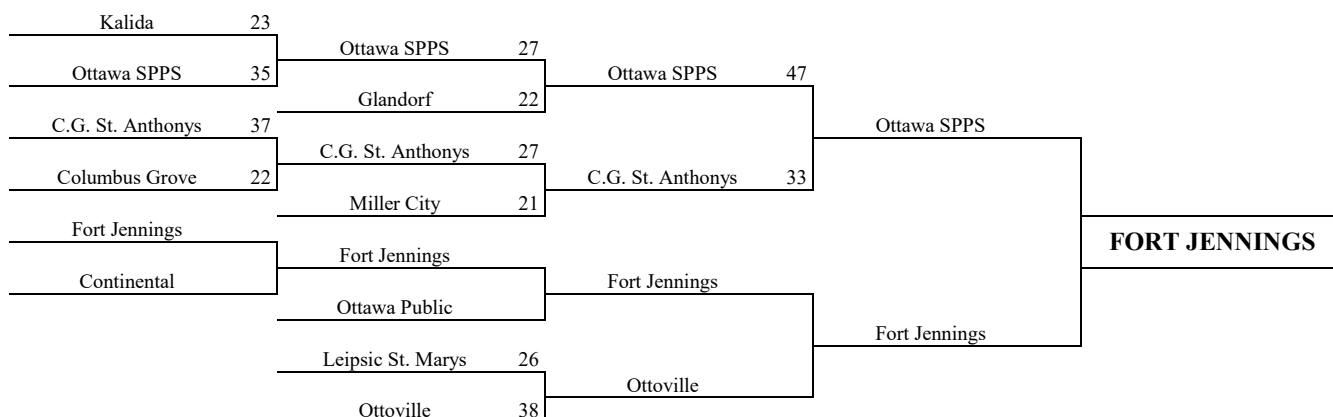 Kalida 23
Ottawa SPPS 27
Ottawa SPPS 35
Ottawa SPPS 47
Glandorf 22
C.G. St. Anthonys 37
Ottawa SPPS
C.G. St. Anthonys 27
Columbus Grove 22
C.G. St. Anthonys 33
Miller City 21
Fort Jennings
FORT JENNINGS
Fort Jennings
Continental
Fort Jennings
Ottawa Public
Fort Jennings
Leipsic St. Marys 26
Ottoville
Ottoville 38